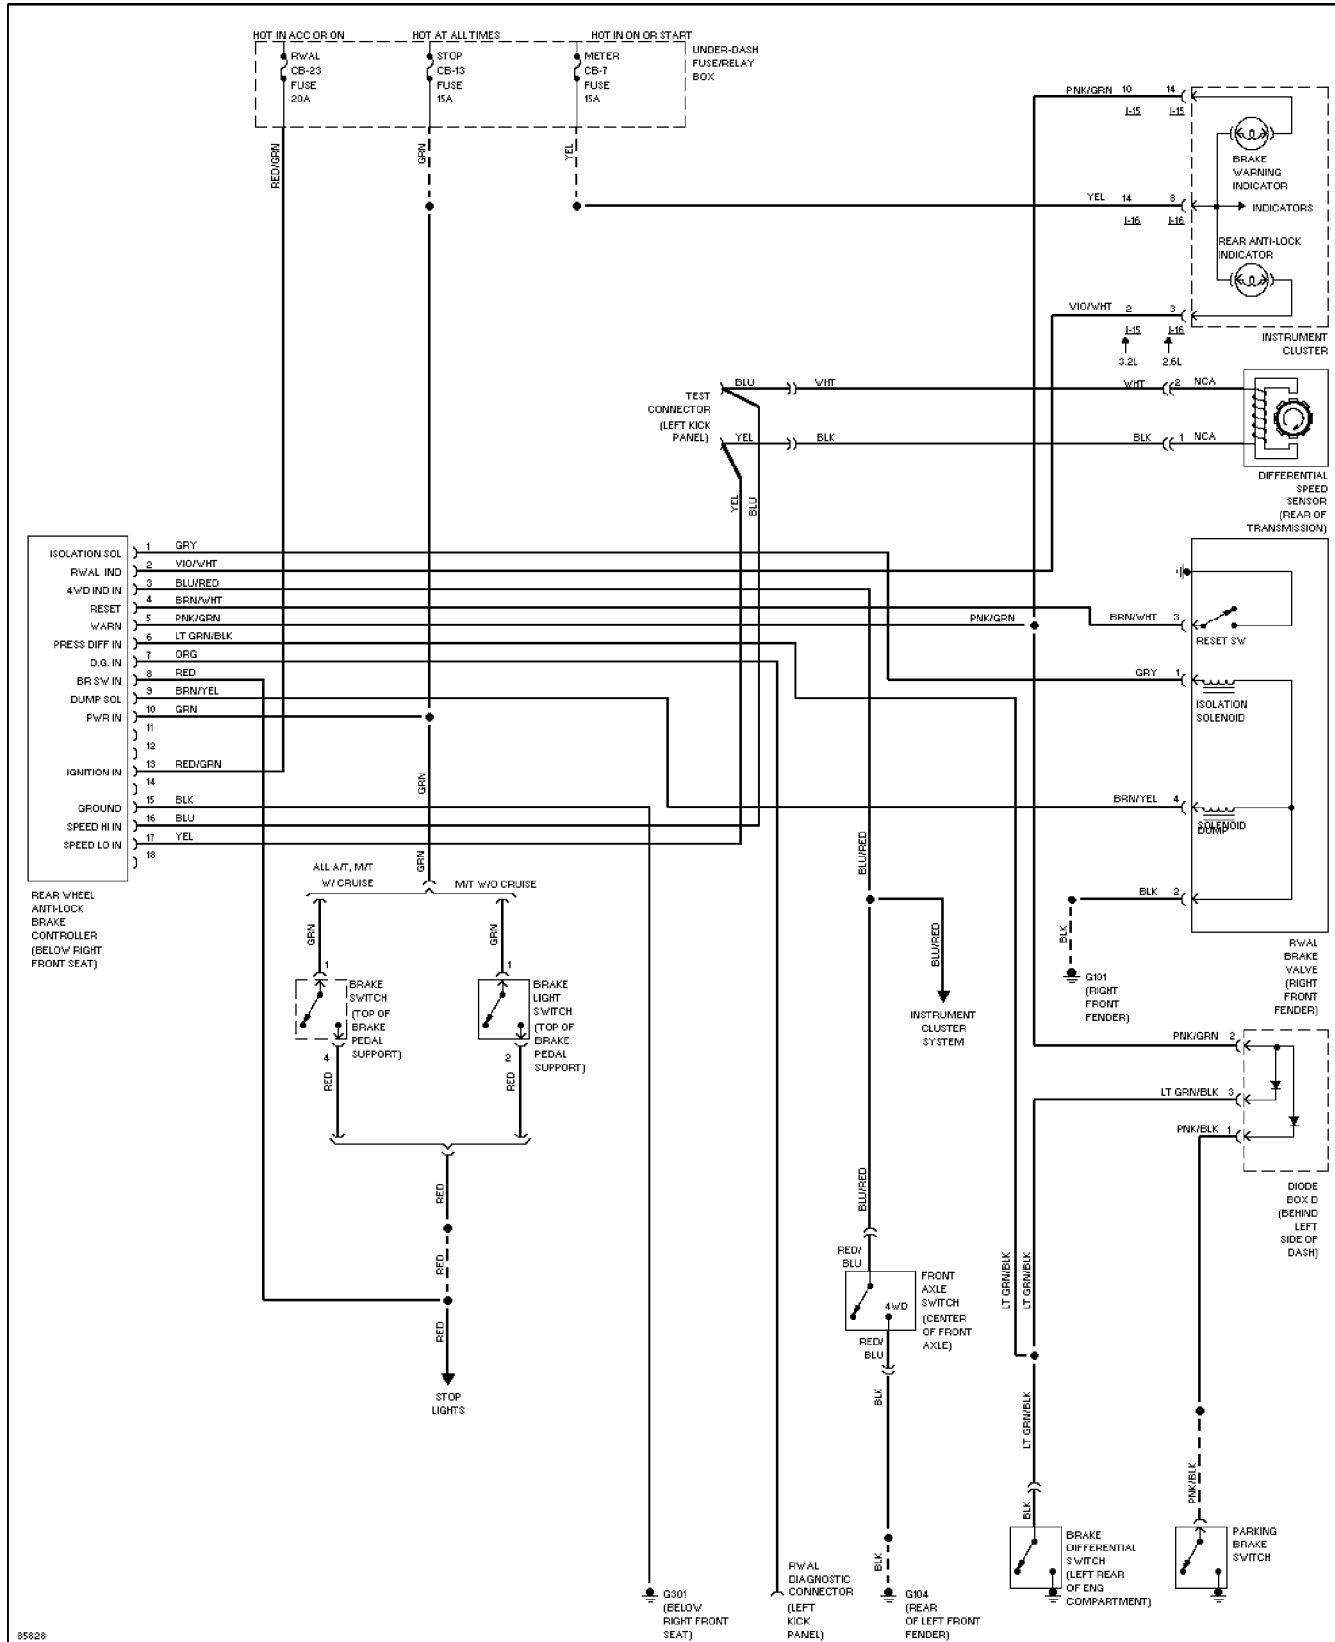 HOT IN ACC OR ON
HOT AT ALL TIMES
HOT IN ON OR START
RWAL
CB-23
FUSE
20A
STOP
CB-13
FUSE
15A
METER
CB-7
FUSE
15A
UNDER-DASH
FUSE/RELAY
BOX
RED/GRN
GRN
YEL
PNK/GRN 10 14
I-15 I-15
BRAKE
WARNING
INDICATOR
YEL 14 8
I-16 I-16
INDICATORS
REAR ANTI-LOCK
INDICATOR
VIO/WHT 2 3
I-15 I-16
3.2L 2.6L
INSTRUMENT
CLUSTER
TEST
CONNECTOR
(LEFT KICK
PANEL)
BLU WHT WHT 2 NCA
YEL BLK BLK 1 NCA
YEL
BLU
DIFFERENTIAL
SPEED
SENSOR
(REAR OF
TRANSMISSION)
ISOLATION SOL 1 GRY
RWAL IND 2 VIO/WHT
4WD IND IN 3 BLU/RED
RESET 4 BRN/WHT
WARN 5 PNK/GRN
PRESS DIFF IN 6 LT GRN/BLK
D.G. IN 7 ORG
BR SW IN 8 RED
DUMP SOL 9 BRN/YEL
PWR IN 10 GRN
11
12
IGNITION IN 13 RED/GRN
14
GROUND 15 BLK
SPEED HI IN 16 BLU
SPEED LO IN 17 YEL
18
REAR WHEEL
ANTI-LOCK
BRAKE
CONTROLLER
(BELOW RIGHT
FRONT SEAT)
PNK/GRN
BRN/WHT 3
RESET SW
GRY 1
ISOLATION
SOLENOID
BRN/YEL 4
SOLENOID
DUMP
BLK 2
BLK
G101
(RIGHT
FRONT
FENDER)
RWAL
BRAKE
VALVE
(RIGHT
FRONT
FENDER)
GRN
GRN
ALL A/T, M/T
W/ CRUISE
M/T W/O CRUISE
GRN
GRN
1
1
BRAKE
SWITCH
(TOP OF
BRAKE
PEDAL
SUPPORT)
BRAKE
LIGHT
SWITCH
(TOP OF
BRAKE
PEDAL
SUPPORT)
4
2
RED
RED
RED
RED
RED
STOP
LIGHTS
BLU/RED
BLU/RED
INSTRUMENT
CLUSTER
SYSTEM
BLU/RED
RED/
BLU
FRONT
AXLE
SWITCH
(CENTER
OF FRONT
AXLE)
4WD
RED/
BLU
BLK
BLK
PNK/GRN 2
LT GRN/BLK 3
PNK/BLK 1
DIODE
BOX D
(BEHIND
LEFT
SIDE OF
DASH)
LT GRN/BLK
LT GRN/BLK
LT GRN/BLK
BLK
PNK/BLK
BRAKE
DIFFERENTIAL
SWITCH
(LEFT REAR
OF ENG
COMPARTMENT)
PARKING
BRAKE
SWITCH
G301
(BELOW
RIGHT FRONT
SEAT)
RWAL
DIAGNOSTIC
CONNECTOR
(LEFT
KICK
PANEL)
G104
(REAR
OF LEFT FRONT
FENDER)
85828